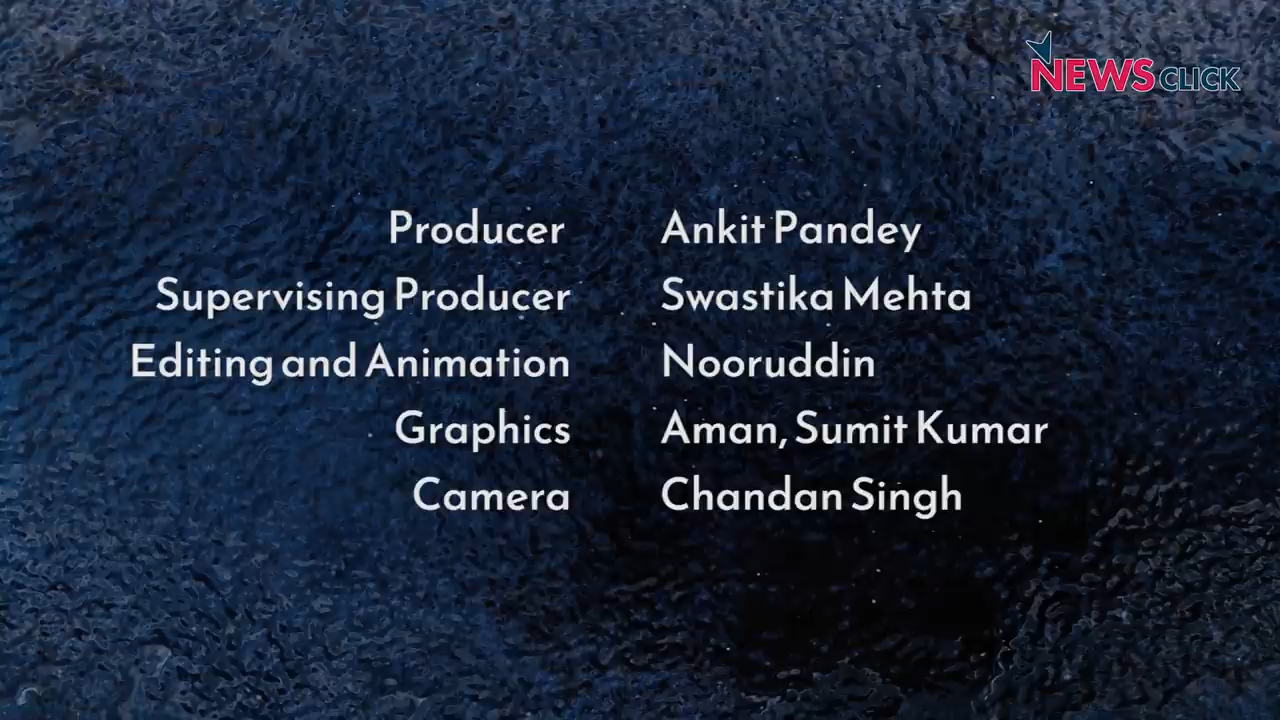 NEWSCLICK
Producer Ankit Pandey
Supervising Producer Swastika Mehta
Editing and Animation Nooruddin
Graphics Aman, Sumit Kumar
Camera Chandan Singh